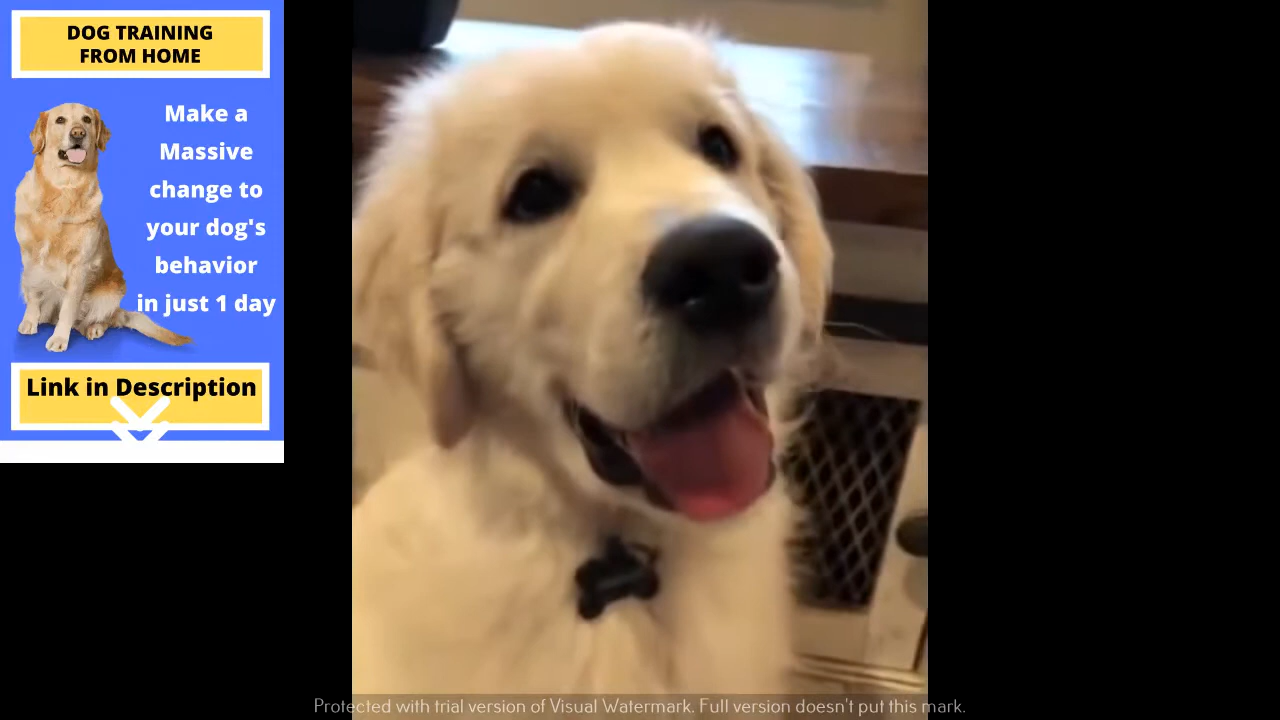 DOG TRAINING
FROM HOME
Make a
Massive
change to
your dog's
behavior
in just 1 day
Link in Description
Protected with trial version of Visual Watermark. Full version doesn't put this mark.